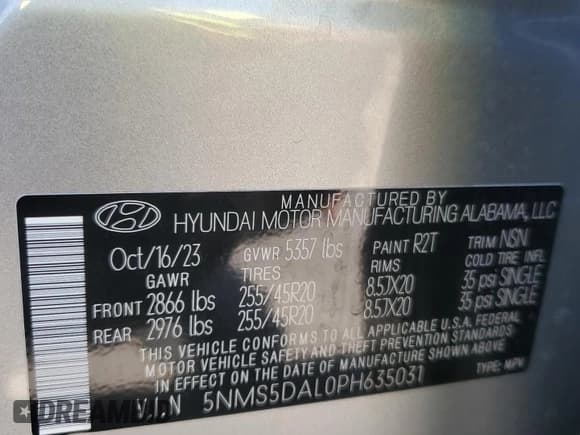 MANUFACTURED BY
HYUNDAI MOTOR MANUFACTURING ALABAMA, LLC
Oct/16/23 GVWR 5357 lbs PAINT R2T TRIM NSN
GAWR TIRES RIMS COLD TIRE INFL
FRONT 2866 lbs 255/45R20 8.5JX20 35 psi SINGLE
REAR 2976 lbs 255/45R20 8.5JX20 35 psi SINGLE
THIS VEHICLE CONFORMS TO ALL APPLICABLE U.S.A. FEDERAL
MOTOR VEHICLE SAFETY BUMPER AND THEFT PREVENTION STANDARDS
IN EFFECT ON THE DATE OF MANUFACTURE SHOWN ABOVE
V.I.N 5NMS5DAL0PH635031 TYPE: MPV
© DREAMBID